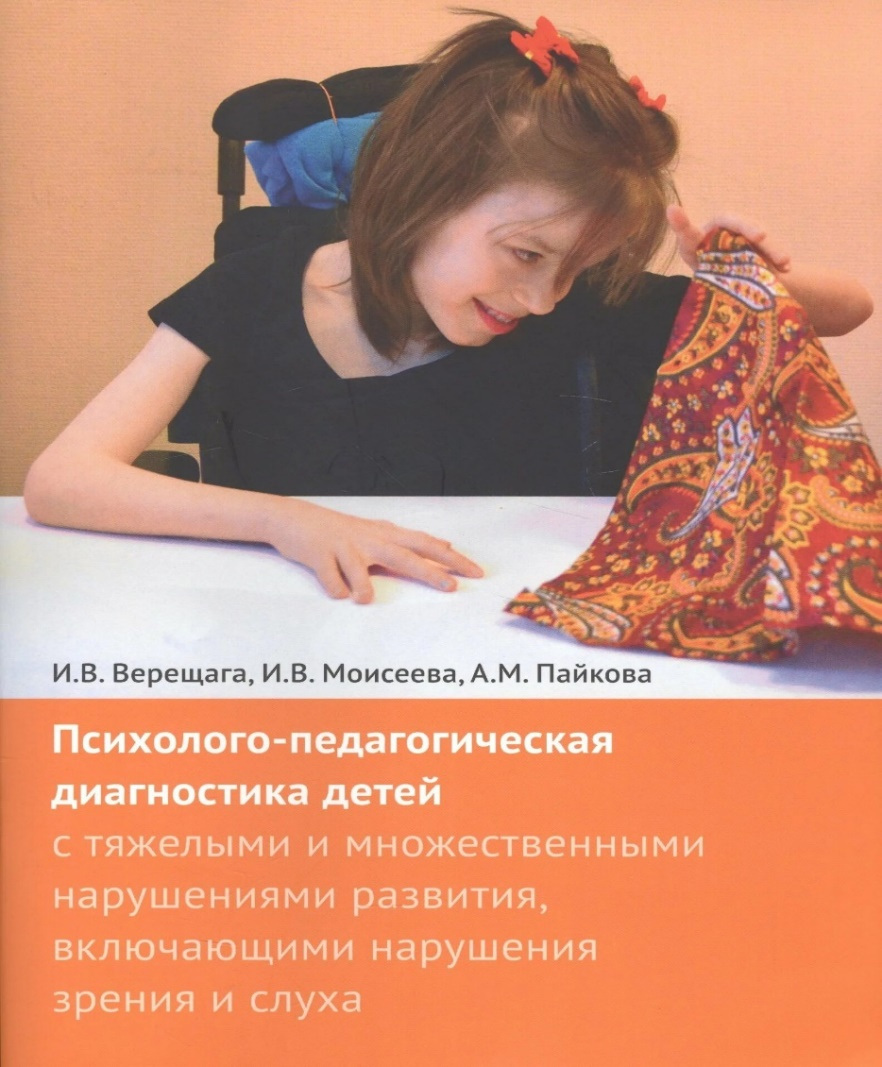 И.В. Верещага, И.В. Моисеева, А.М. Пайкова
Психолого-педагогическая
диагностика детей
с тяжелыми и множественными
нарушениями развития,
включающими нарушения
зрения и слуха